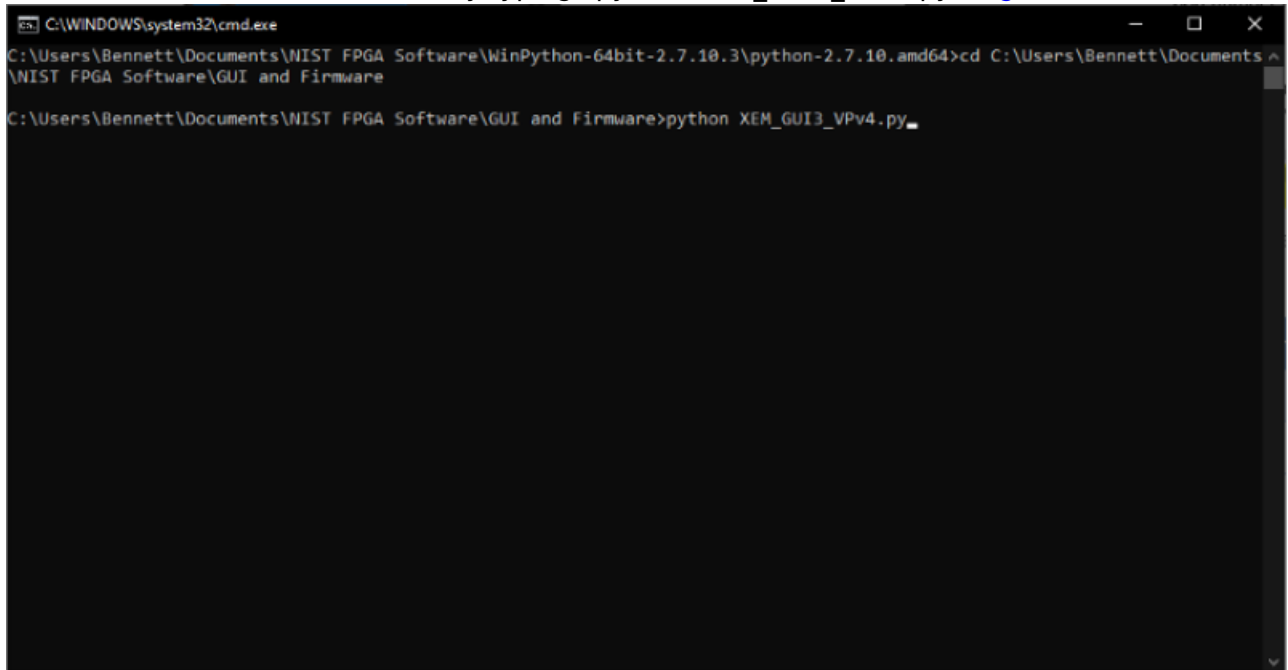 C:\WINDOWS\system32\cmd.exe
C:\Users\Bennett\Documents\NIST FPGA Software\WinPython-64bit-2.7.10.3\python-2.7.10.amd64>cd C:\Users\Bennett\Documents
\NIST FPGA Software\GUI and Firmware
C:\Users\Bennett\Documents\NIST FPGA Software\GUI and Firmware>python XEM_GUI3_VPv4.py